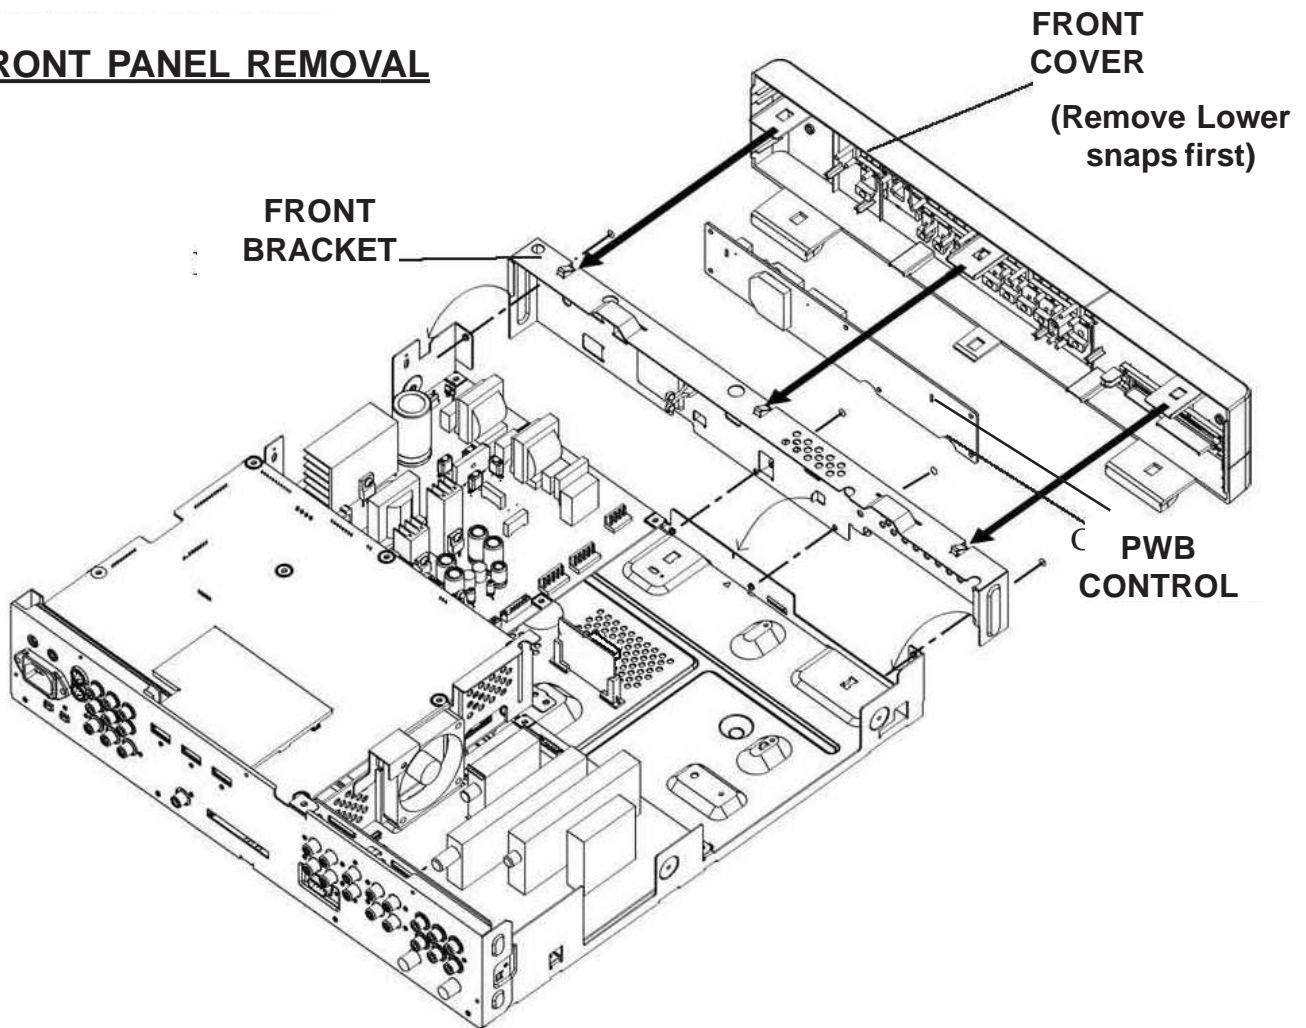 RONT PANEL REMOVAL
FRONT
COVER
(Remove Lower
snaps first)
FRONT
BRACKET
C
PWB
CONTROL